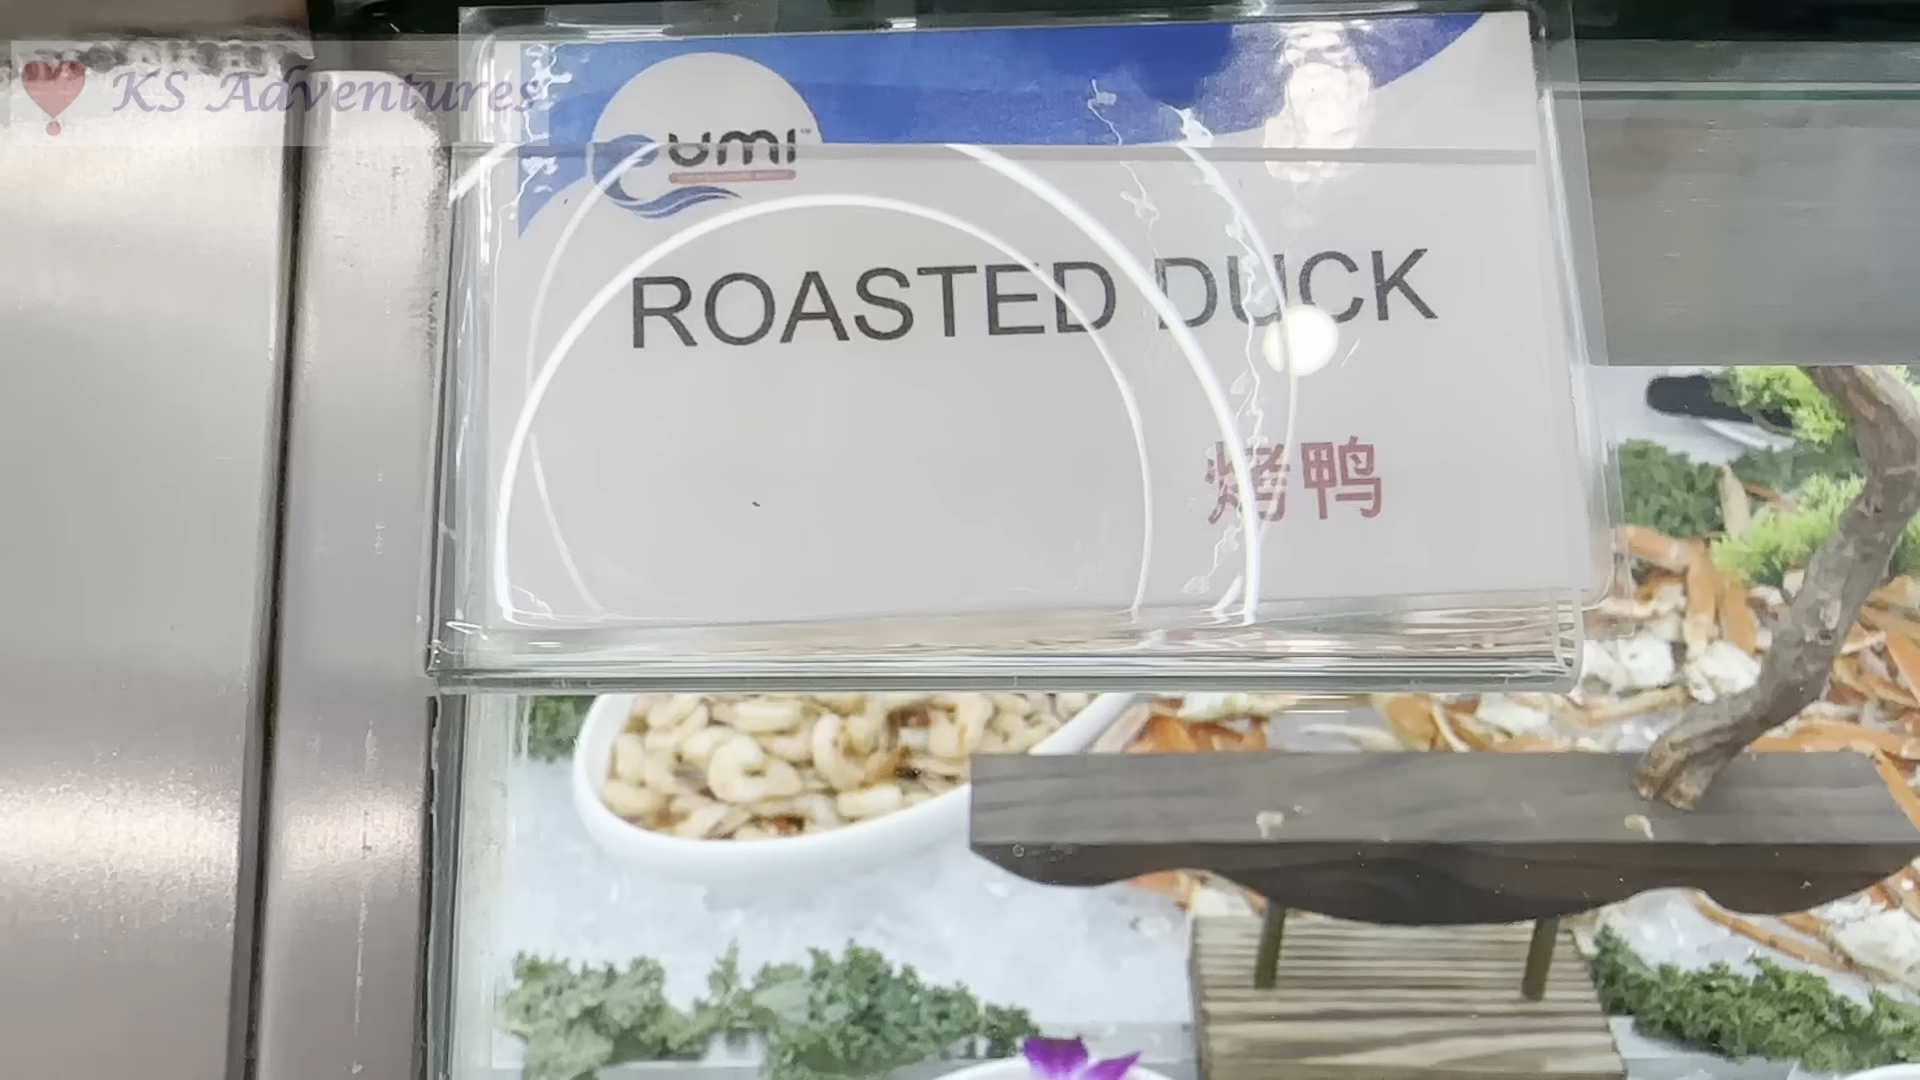 KS Adventures
umi
ROASTED DUCK
烤鸭